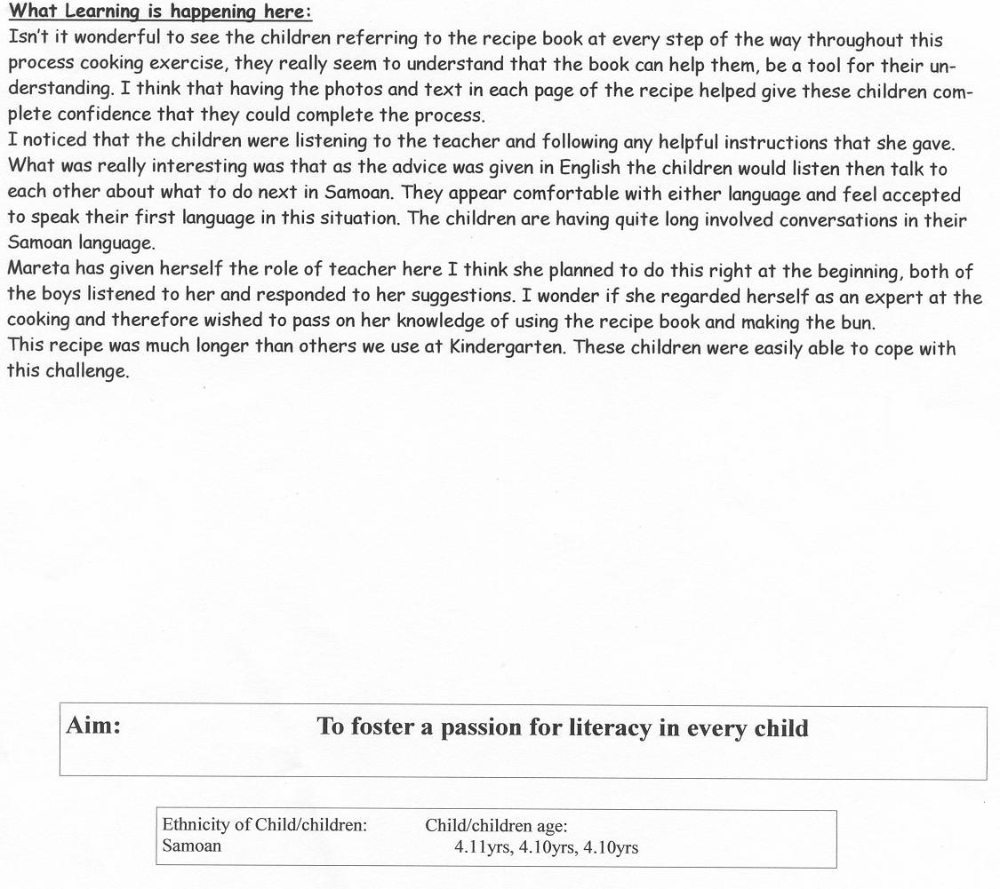 What Learning is happening here:
Isn't it wonderful to see the children referring to the recipe book at every step of the way throughout this
process cooking exercise, they really seem to understand that the book can help them, be a tool for their un-
derstanding. I think that having the photos and text in each page of the recipe helped give these children com-
plete confidence that they could complete the process.
I noticed that the children were listening to the teacher and following any helpful instructions that she gave.
What was really interesting was that as the advice was given in English the children would listen then talk to
each other about what to do next in Samoan. They appear comfortable with either language and feel accepted
to speak their first language in this situation. The children are having quite long involved conversations in their
Samoan language.
Mareta has given herself the role of teacher here I think she planned to do this right at the beginning, both of
the boys listened to her and responded to her suggestions. I wonder if she regarded herself as an expert at the
cooking and therefore wished to pass on her knowledge of using the recipe book and making the bun.
This recipe was much longer than others we use at Kindergarten. These children were easily able to cope with
this challenge.
Aim: To foster a passion for literacy in every child
Ethnicity of Child/children: Child/children age:
Samoan 4.11yrs, 4.10yrs, 4.10yrs